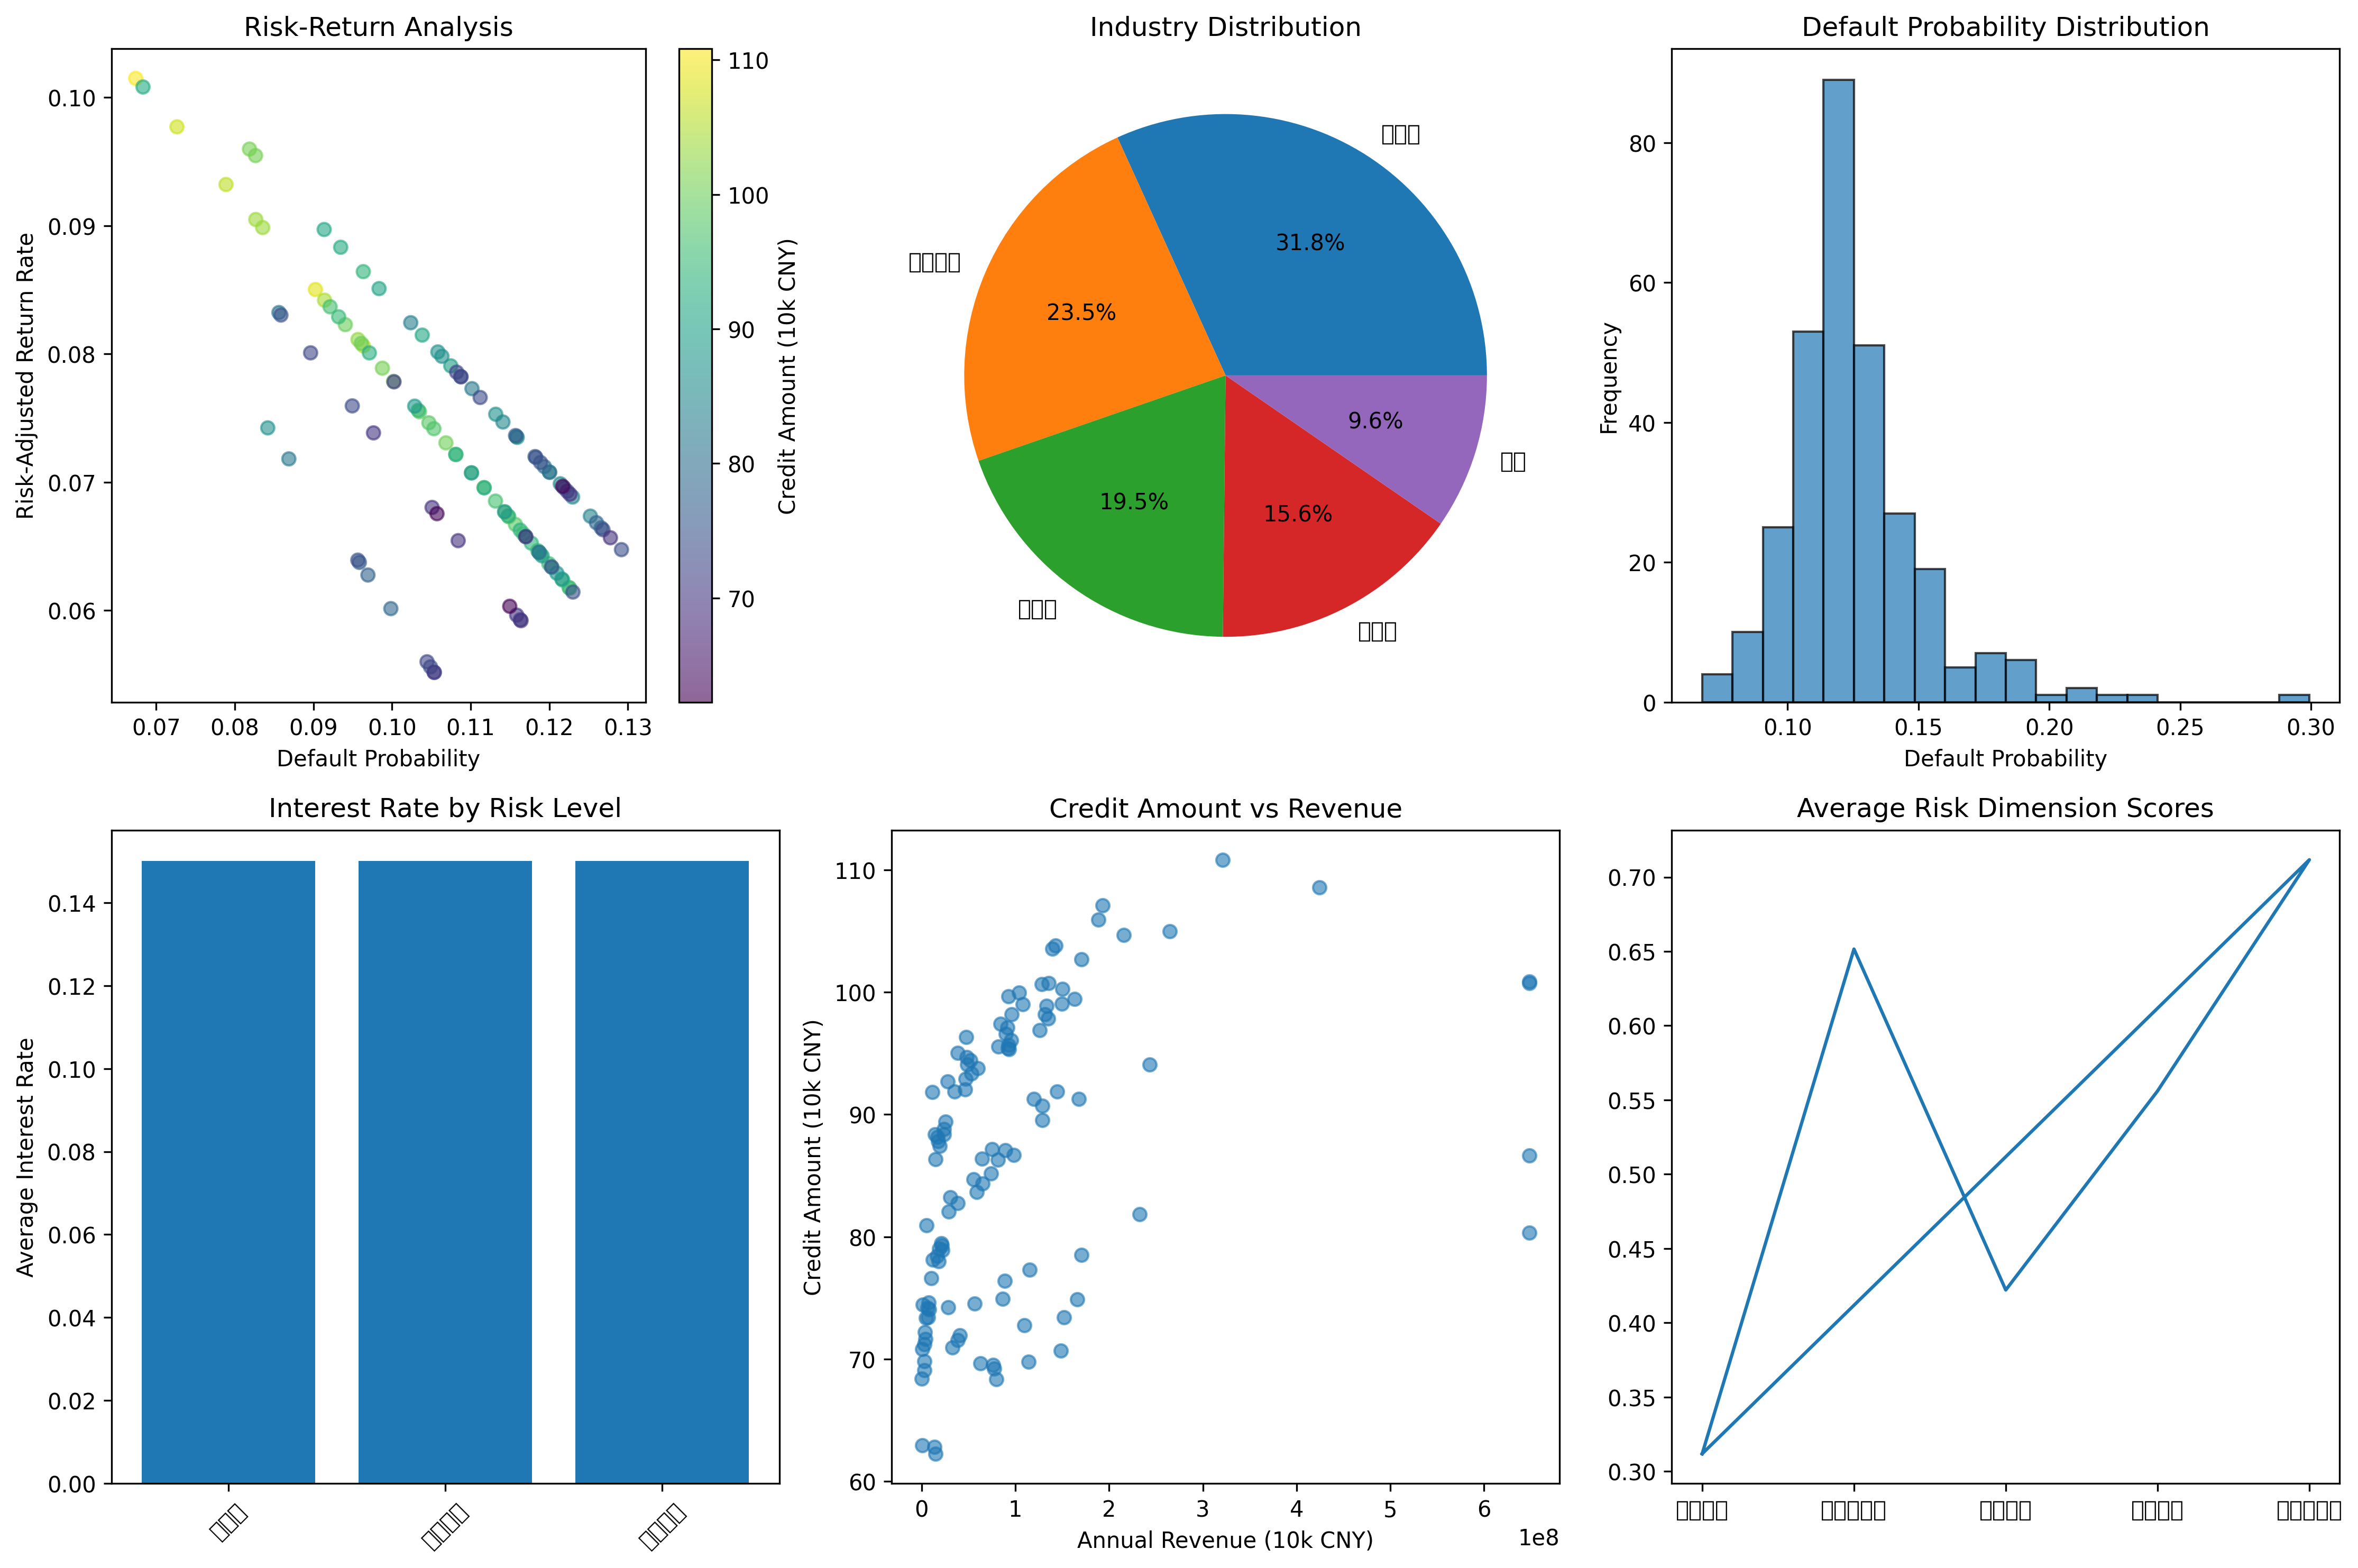 Risk-Return Analysis
0.10
0.09
0.08
0.07
0.06
Risk-Adjusted Return Rate
0.07 0.08 0.09 0.10 0.11 0.12 0.13
Default Probability
110
100
90
80
70
Credit Amount (10k CNY)
Industry Distribution
31.8%
23.5%
19.5%
15.6%
9.6%
Default Probability Distribution
80
60
40
20
0
Frequency
0.10 0.15 0.20 0.25 0.30
Default Probability
Interest Rate by Risk Level
0.14
0.12
0.10
0.08
0.06
0.04
0.02
0.00
Average Interest Rate
Credit Amount vs Revenue
110
100
90
80
70
60
Credit Amount (10k CNY)
0 1 2 3 4 5 6
1e8
Annual Revenue (10k CNY)
Average Risk Dimension Scores
0.70
0.65
0.60
0.55
0.50
0.45
0.40
0.35
0.30